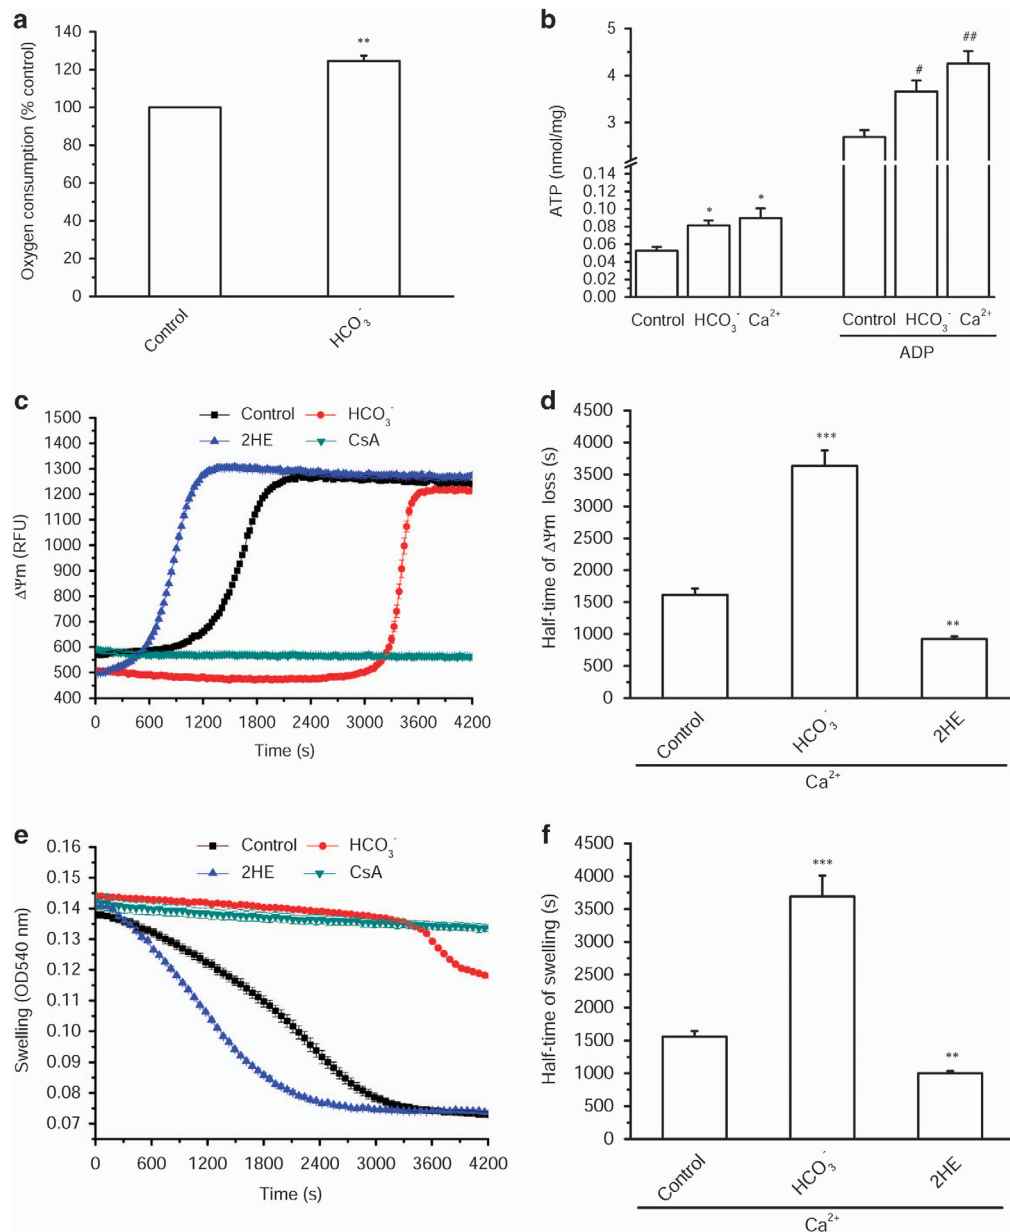 a
Oxygen consumption (% control)
140
120
100
80
60
40
20
0
**
Control
HCO₃⁻
b
ATP (nmol/mg)
5
4
3
0.14
0.12
0.10
0.08
0.06
0.04
0.02
0.00
*
*
#
##
Control HCO₃⁻ Ca²⁺
Control HCO₃⁻ Ca²⁺
ADP
c
ΔΨm (RFU)
1500
1400
1300
1200
1100
1000
900
800
700
600
500
400
Control
HCO₃⁻
2HE
CsA
0 600 1200 1800 2400 3000 3600 4200
Time (s)
d
Half-time of ΔΨm loss (s)
4500
4000
3500
3000
2500
2000
1500
1000
500
0
***
**
Control
HCO₃⁻
2HE
Ca²⁺
e
Swelling (OD540 nm)
0.16
0.15
0.14
0.13
0.12
0.11
0.10
0.09
0.08
0.07
Control
HCO₃⁻
2HE
CsA
0 600 1200 1800 2400 3000 3600 4200
Time (s)
f
Half-time of swelling (s)
4500
4000
3500
3000
2500
2000
1500
1000
500
0
***
**
Control
HCO₃⁻
2HE
Ca²⁺